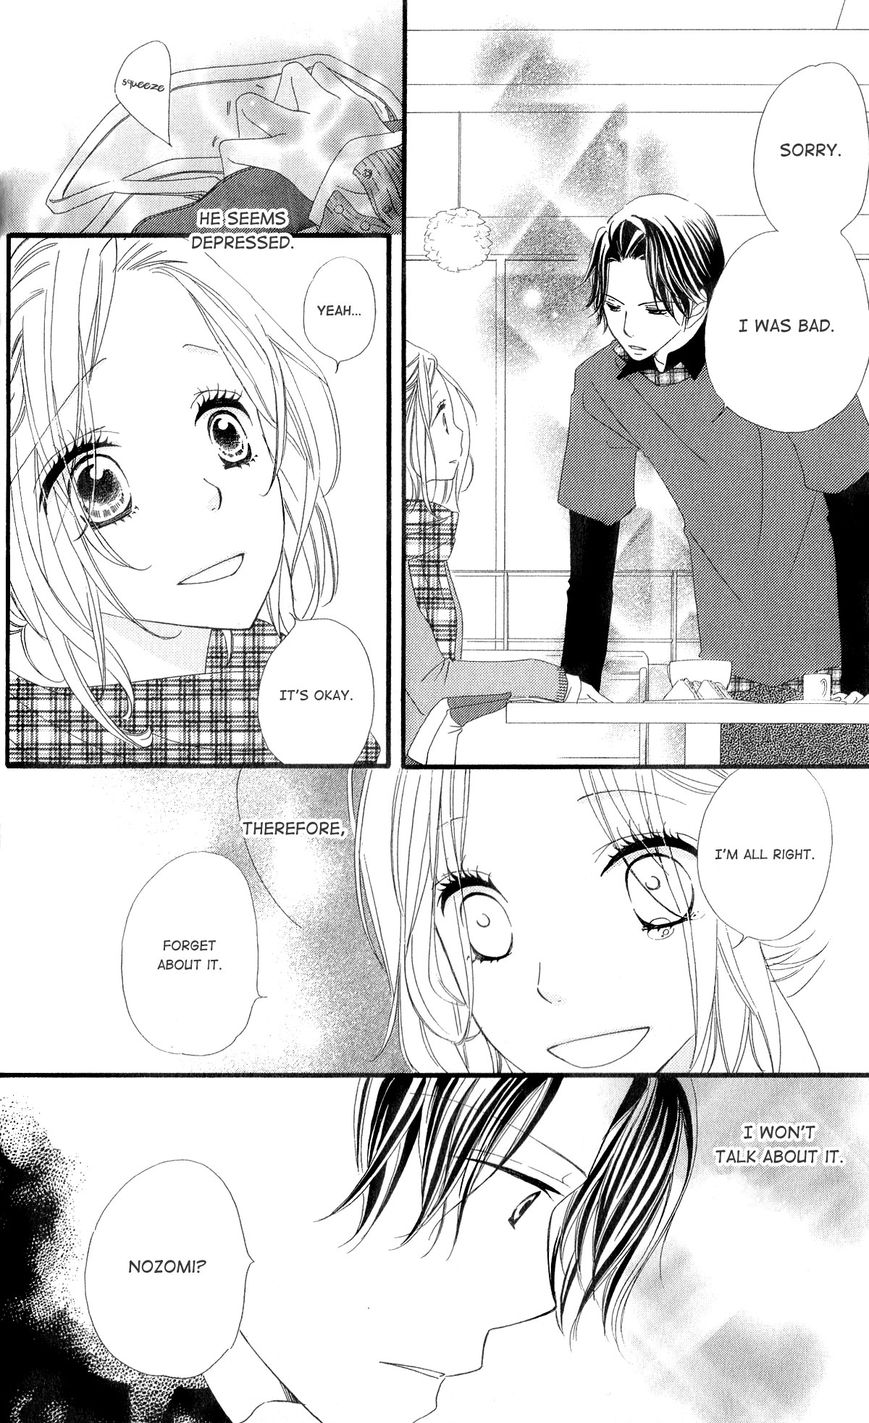 SORRY.
I WAS BAD.
squeeze
HE SEEMS
DEPRESSED.
YEAH...
IT'S OKAY.
I'M ALL RIGHT.
THEREFORE,
FORGET
ABOUT IT.
I WON'T
TALK ABOUT IT.
NOZOMI?